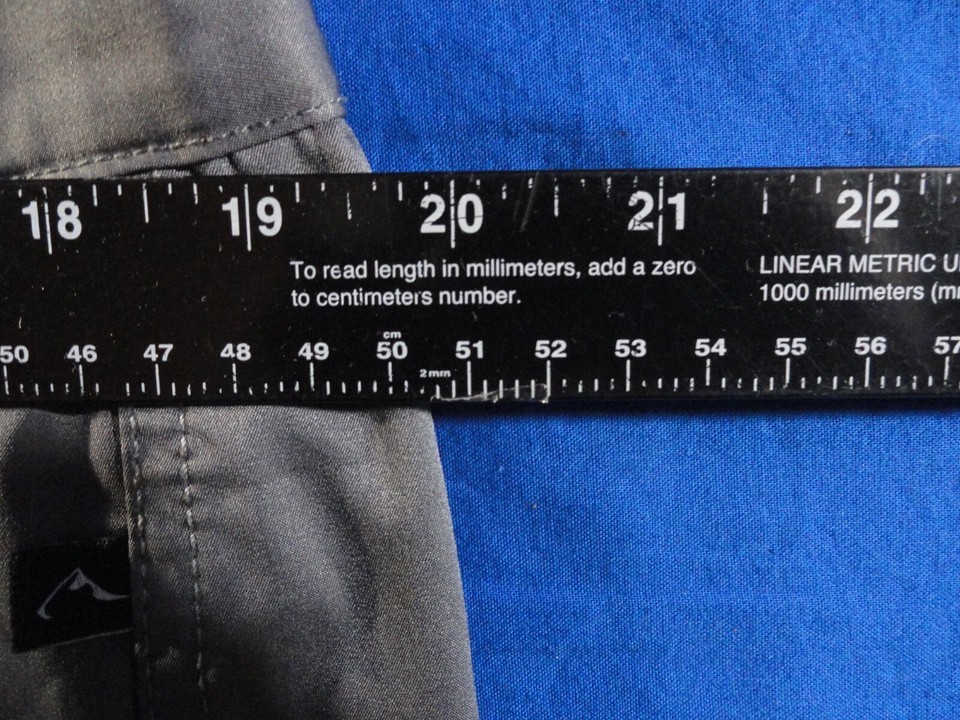 18 19 20 21 22
To read length in millimeters, add a zero LINEAR METRIC U
to centimeters number. 1000 millimeters (m
cm
50 46 47 48 49 50 51 52 53 54 55 56 57
2mm